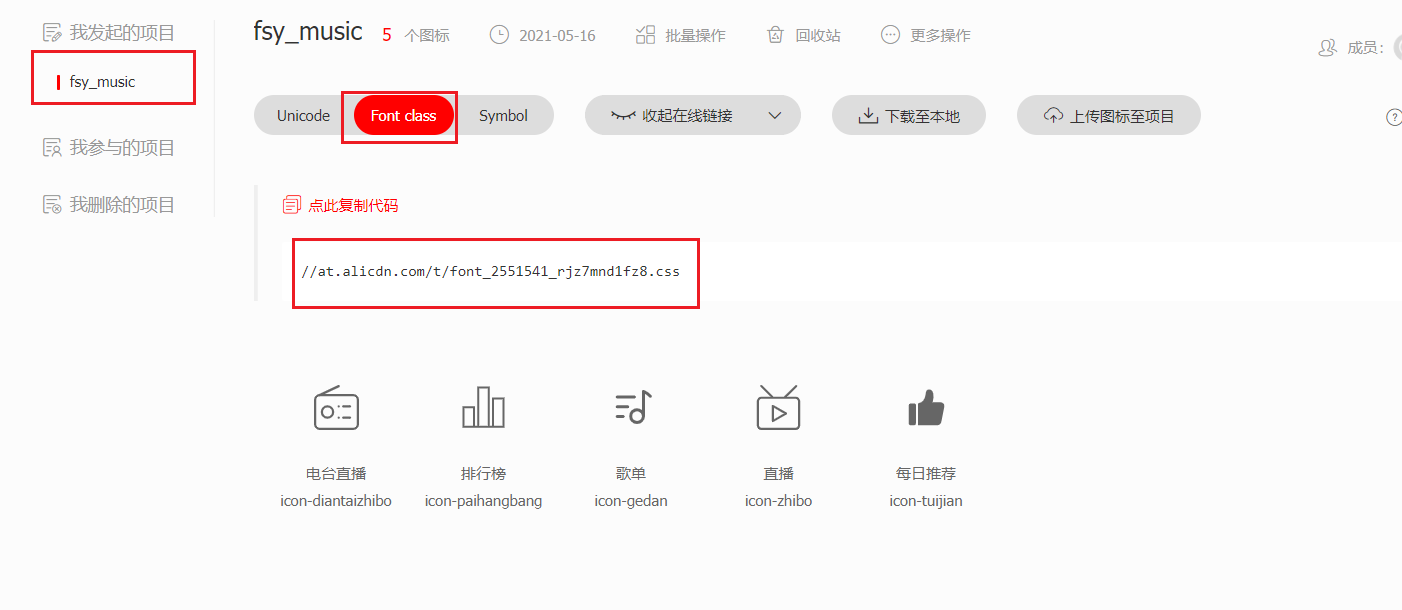 我发起的项目
fsy_music
我参与的项目
我删除的项目
fsy_music 5 个图标 2021-05-16 批量操作 回收站 更多操作
成员：
Unicode Font class Symbol 收起在线链接 下载至本地 上传图标至项目 ?
点此复制代码
//at.alicdn.com/t/font_2551541_rjz7mnd1fz8.css
电台直播 排行榜 歌单 直播 每日推荐
icon-diantaizhibo icon-paihangbang icon-gedan icon-zhibo icon-tuijian